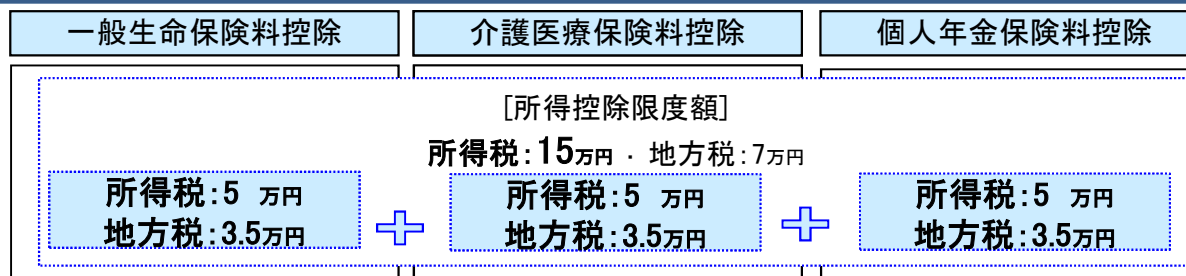 一般生命保険料控除
介護医療保険料控除
個人年金保険料控除
[所得控除限度額]
所得税:15万円 ・ 地方税:7万円
所得税:5 万円
地方税:3.5万円
所得税:5 万円
地方税:3.5万円
所得税:5 万円
地方税:3.5万円